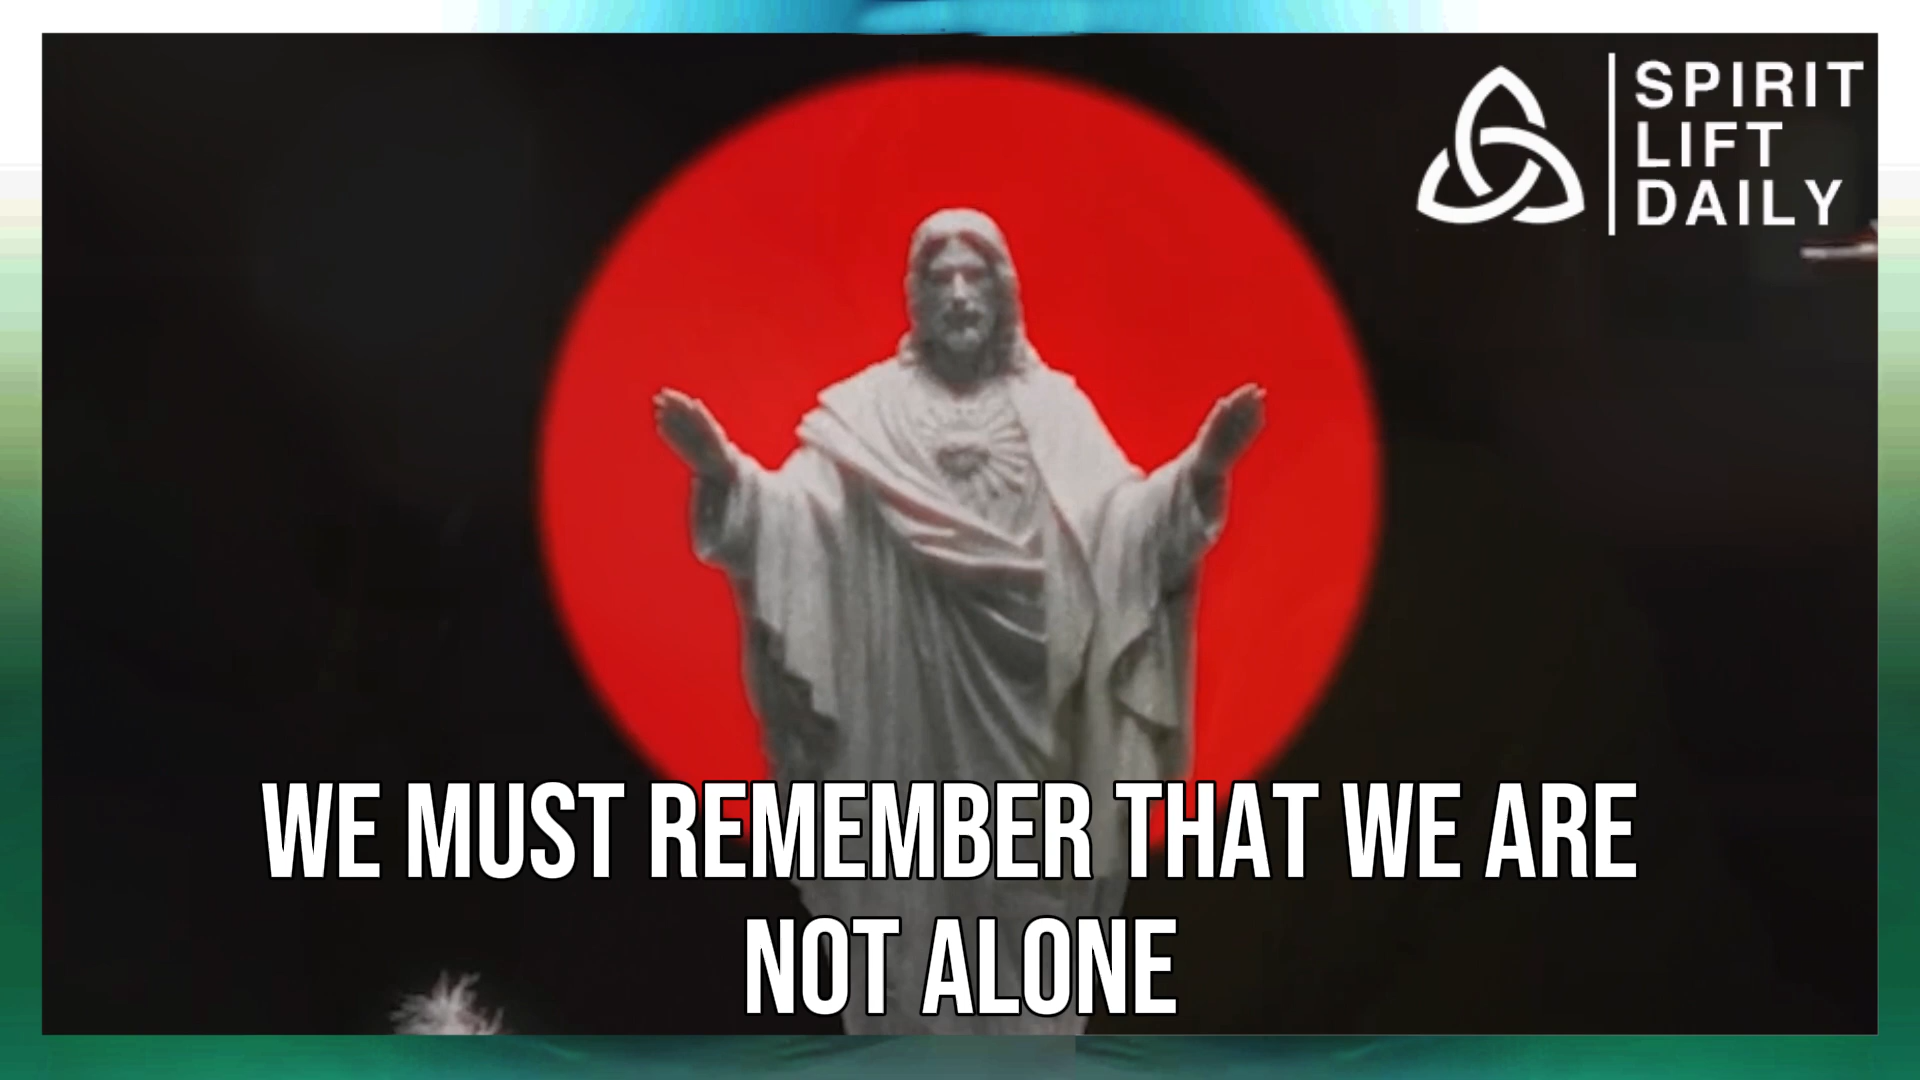 SPIRIT
LIFT
DAILY
WE MUST REMEMBER THAT WE ARE
NOT ALONE